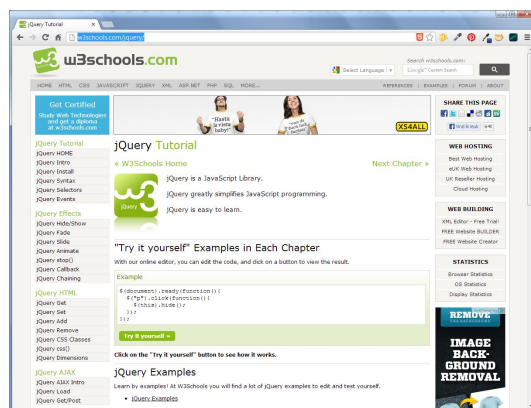 jQuery Tutorial
w3schools.com/jquery/
w3schools.com
Search w3schools.com:
Select Language
Google™ Custom Search
HOME HTML CSS JAVASCRIPT JQUERY XML ASP.NET PHP SQL MORE...
REFERENCES | EXAMPLES | FORUM | ABOUT
Get Certified
Study Web Technologies
and get a diploma
at w3schools.com
"Hasta
la vista
baby!"
XS4ALL
jQuery Tutorial
jQuery HOME
jQuery Intro
jQuery Install
jQuery Syntax
jQuery Selectors
jQuery Events
jQuery Effects
jQuery Hide/Show
jQuery Fade
jQuery Slide
jQuery Animate
jQuery stop()
jQuery Callback
jQuery Chaining
jQuery HTML
jQuery Get
jQuery Set
jQuery Add
jQuery Remove
jQuery CSS Classes
jQuery css()
jQuery Dimensions
jQuery AJAX
jQuery AJAX Intro
jQuery Load
jQuery Get/Post
jQuery Tutorial
« W3Schools Home
Next Chapter »
w3
jQuery
jQuery is a JavaScript Library.
jQuery greatly simplifies JavaScript programming.
jQuery is easy to learn.
"Try it yourself" Examples in Each Chapter
With our online editor, you can edit the code, and click on a button to view the result.
Example
$(document).ready(function(){
$("p").click(function(){
$(this).hide();
});
});
Try it yourself »
Click on the "Try it yourself" button to see how it works.
jQuery Examples
Learn by examples! At W3Schools you will find a lot of jQuery examples to edit and test yourself.
• jQuery Examples
SHARE THIS PAGE
WEB HOSTING
Best Web Hosting
eUK Web Hosting
UK Reseller Hosting
Cloud Hosting
WEB BUILDING
XML Editor - Free Trial!
FREE Website BUILDER
FREE Website Creator
STATISTICS
Browser Statistics
OS Statistics
Display Statistics
REMOVE
THE BACKGROUND
IMAGE
BACK-
GROUND
REMOVAL